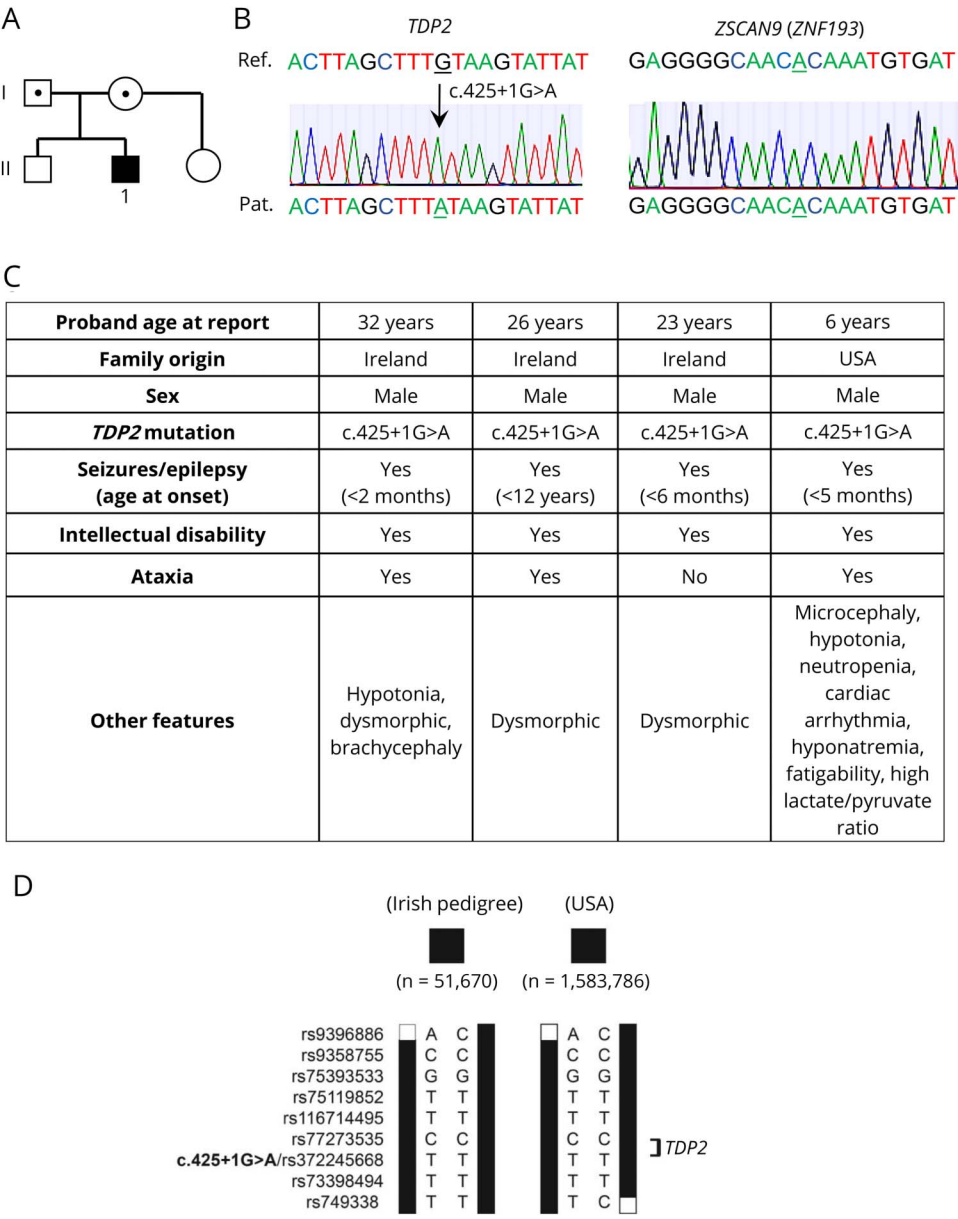 A
I
II
1
B
TDP2
Ref. ACTTAGCTTTGTAAGTATTAT
c.425+1G>A
Pat. ACTTAGCTTTATAAGTATTAT
ZSCAN9 (ZNF193)
GAGGGGCAACACAAATGTGAT
GAGGGGCAACACAAATGTGAT
C
Proband age at report 32 years 26 years 23 years 6 years
Family origin Ireland Ireland Ireland USA
Sex Male Male Male Male
TDP2 mutation c.425+1G>A c.425+1G>A c.425+1G>A c.425+1G>A
Seizures/epilepsy Yes Yes Yes Yes
(age at onset) (<2 months) (<12 years) (<6 months) (<5 months)
Intellectual disability Yes Yes Yes Yes
Ataxia Yes Yes No Yes
Other features
Hypotonia,
dysmorphic,
brachycephaly
Dysmorphic
Dysmorphic
Microcephaly,
hypotonia,
neutropenia,
cardiac
arrhythmia,
hyponatremia,
fatigability, high
lactate/pyruvate
ratio
D
(Irish pedigree) (USA)
(n = 51,670) (n = 1,583,786)
rs9396886 A C A C
rs9358755 C C C C
rs75393533 G G G G
rs75119852 T T T T
rs116714495 T T T T
rs77273535 C C C C
TDP2
c.425+1G>A/rs372245668 T T T T
rs73398494 T T T T
rs749338 T T T C